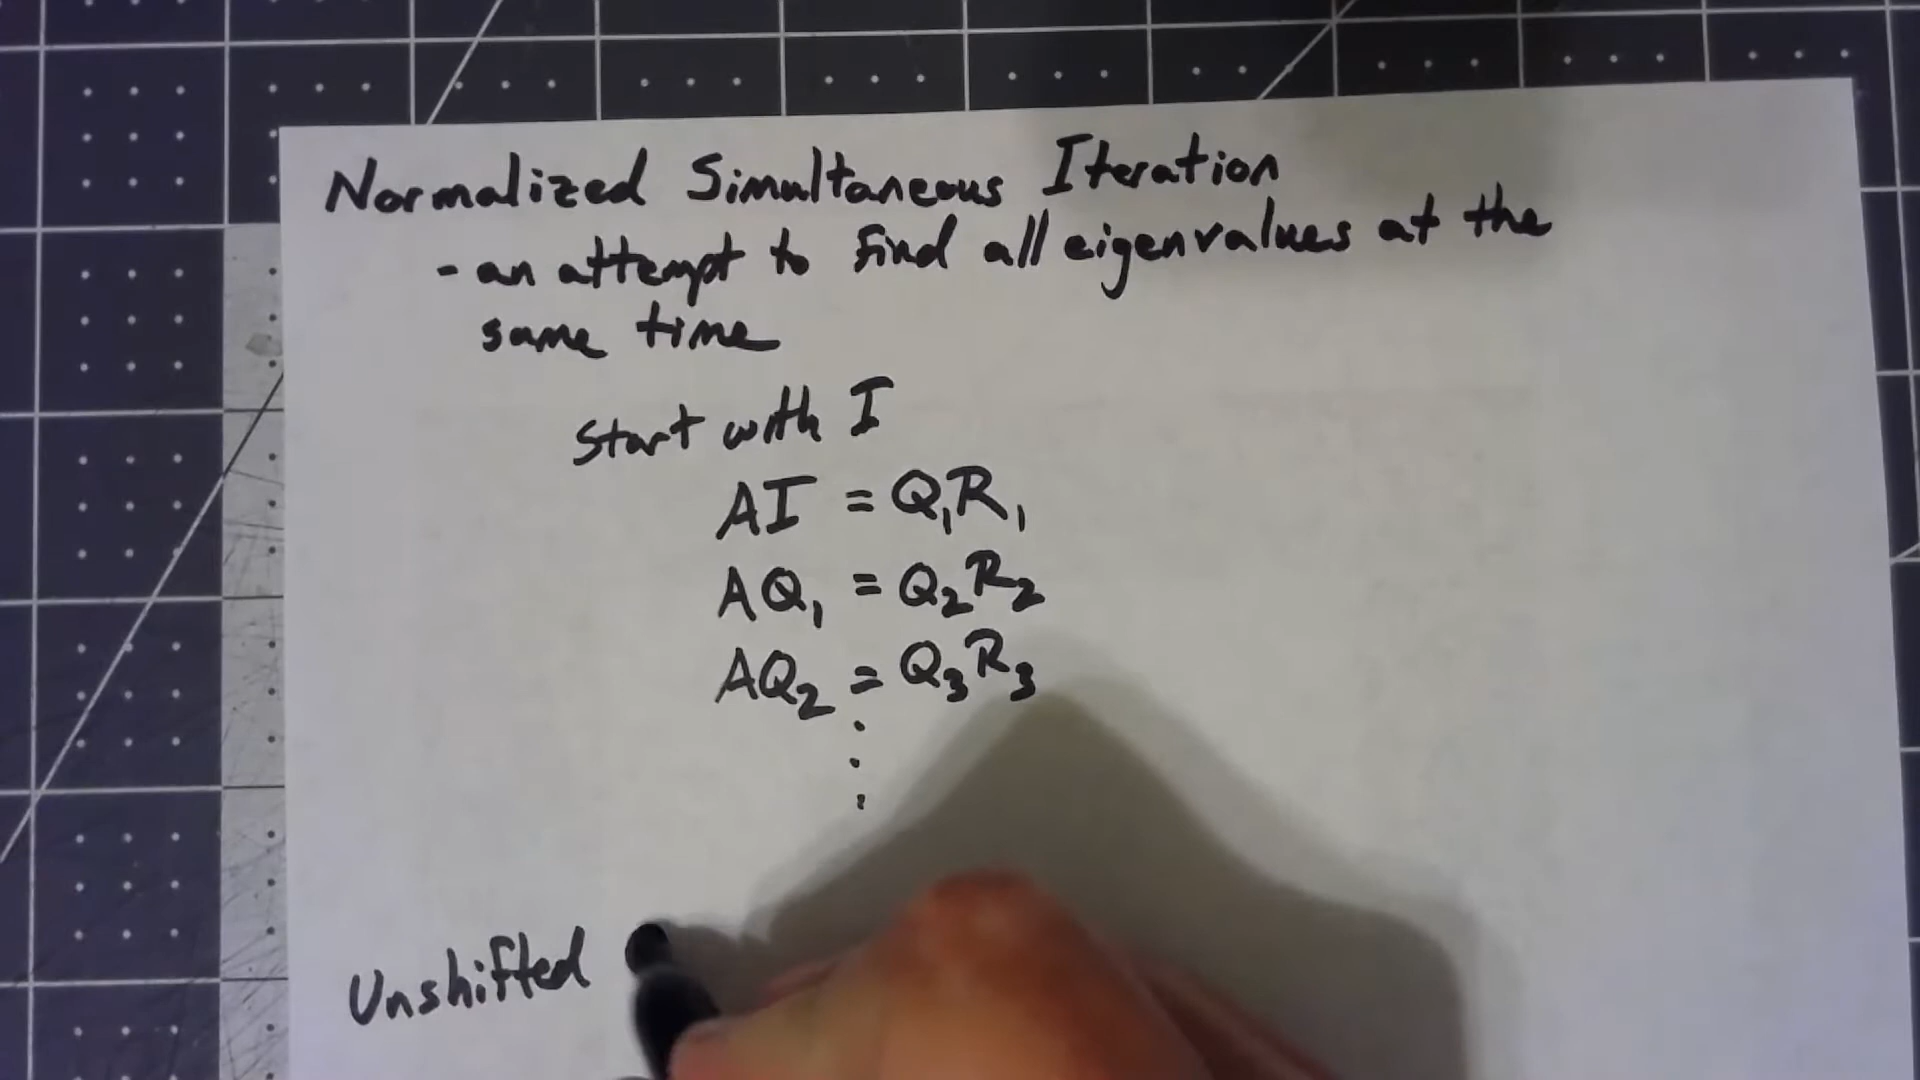 Normalized Simultaneous Iteration
- an attempt to find all eigenvalues at the
same time
Start with I
AI = Q₁R₁
AQ₁ = Q₂R₂
AQ₂ = Q₃R₃
⋮
Unshifted